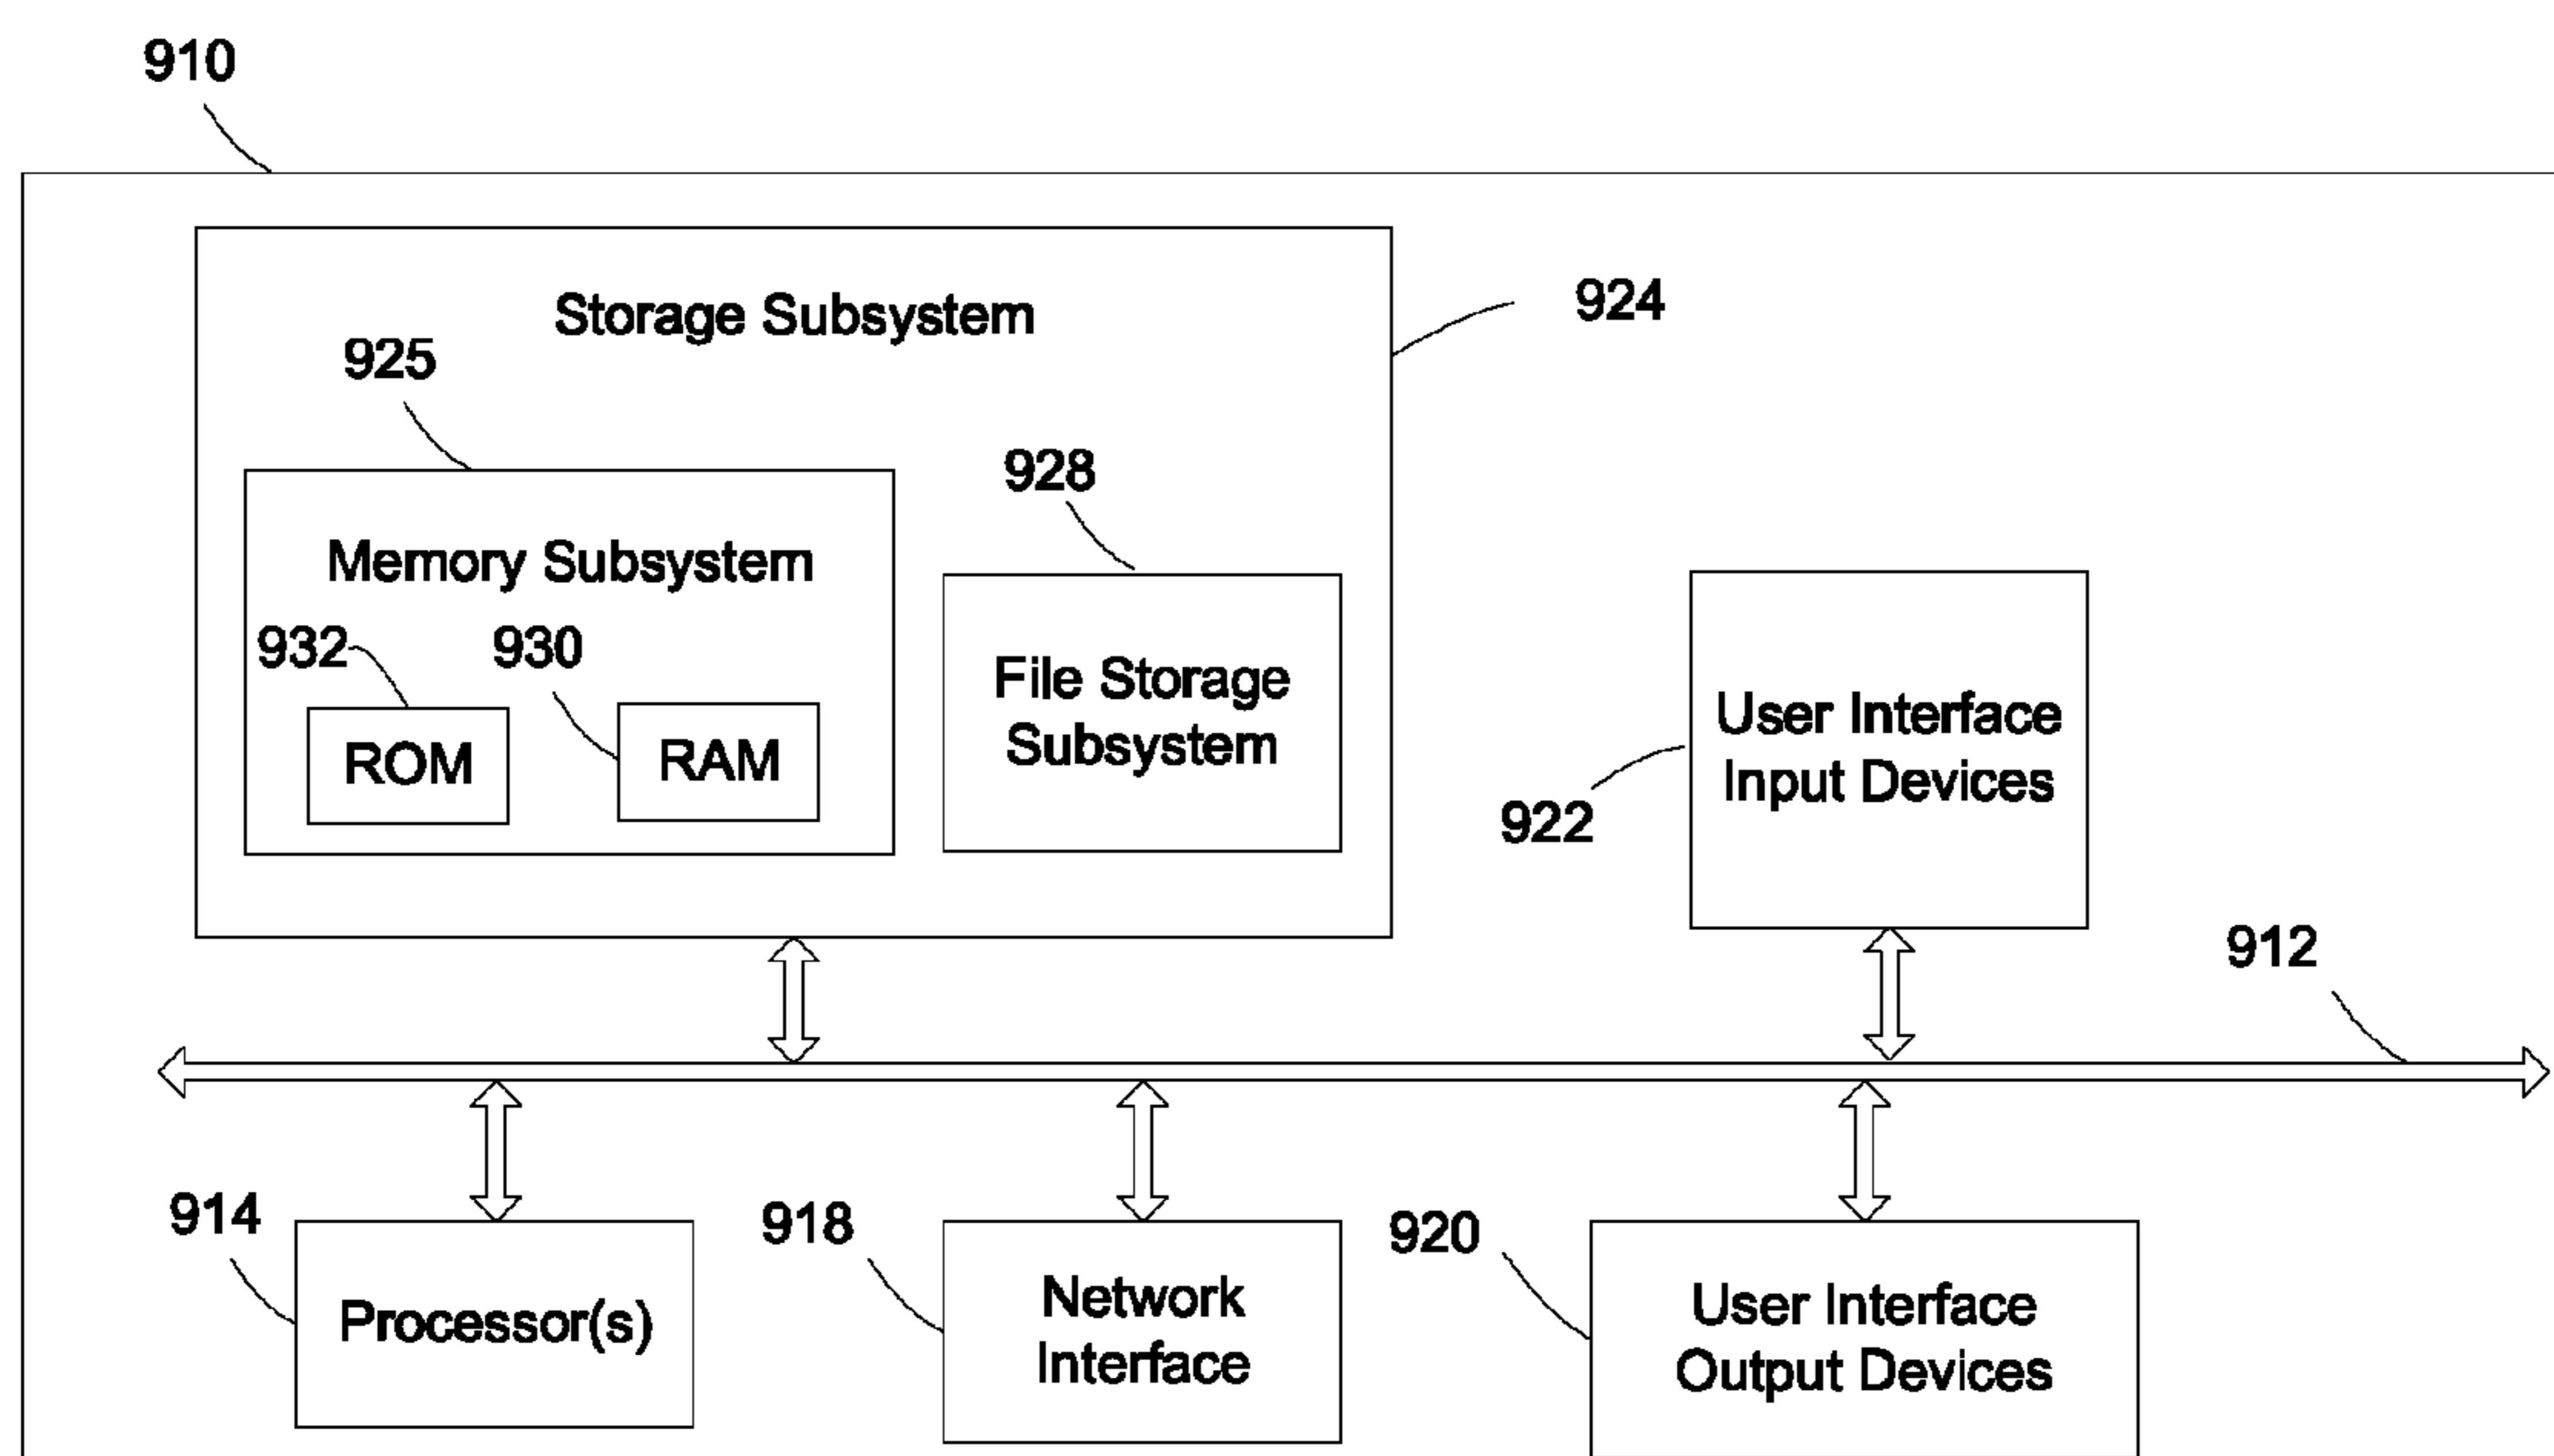 910
Storage Subsystem
924
925
928
Memory Subsystem
932
930
File Storage
Subsystem
ROM
RAM
User Interface
Input Devices
922
912
914
918
920
Processor(s)
Network
Interface
User Interface
Output Devices